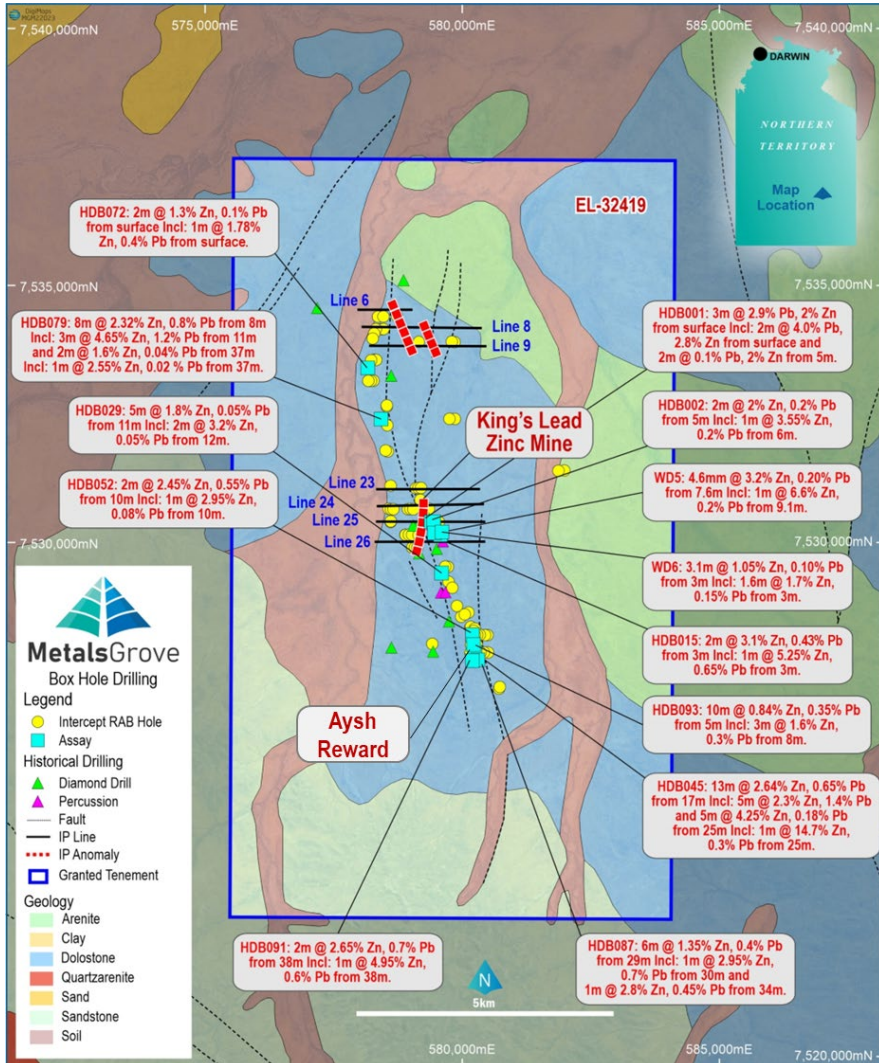 DigiMaps
MGPIZZ023
575,000mE
580,000mE
585,000mE
7,540,000mN
7,540,000mN
DARWIN
NORTHERN
TERRITORY
Map
Location
EL-32419
HDB072: 2m @ 1.3% Zn, 0.1% Pb
from surface Incl: 1m @ 1.78%
Zn, 0.4% Pb from surface.
7,535,000mN
7,535,000mN
Line 6
Line 8
Line 9
HDB079: 8m @ 2.32% Zn, 0.8% Pb from 8m
Incl: 3m @ 4.65% Zn, 1.2% Pb from 11m
and 2m @ 1.6% Zn, 0.04% Pb from 37m
Incl: 1m @ 2.55% Zn, 0.02 % Pb from 37m.
HDB001: 3m @ 2.9% Pb, 2% Zn
from surface Incl: 2m @ 4.0% Pb,
2.8% Zn from surface and
2m @ 0.1% Pb, 2% Zn from 5m.
HDB029: 5m @ 1.8% Zn, 0.05% Pb
from 11m Incl: 2m @ 3.2% Zn,
0.05% Pb from 12m.
King's Lead
Zinc Mine
HDB002: 2m @ 2% Zn, 0.2% Pb
from 5m Incl: 1m @ 3.55% Zn,
0.2% Pb from 6m.
HDB052: 2m @ 2.45% Zn, 0.55% Pb
from 10m Incl: 1m @ 2.95% Zn,
0.08% Pb from 10m.
Line 23
Line 24
Line 25
Line 26
WD5: 4.6mm @ 3.2% Zn, 0.20% Pb
from 7.6m Incl: 1m @ 6.6% Zn,
0.2% Pb from 9.1m.
7,530,000mN
7,530,000mN
WD6: 3.1m @ 1.05% Zn, 0.10% Pb
from 3m Incl: 1.6m @ 1.7% Zn,
0.15% Pb from 3m.
HDB015: 2m @ 3.1% Zn, 0.43% Pb
from 3m Incl: 1m @ 5.25% Zn,
0.65% Pb from 3m.
HDB093: 10m @ 0.84% Zn, 0.35% Pb
from 5m Incl: 3m @ 1.6% Zn,
0.3% Pb from 8m.
Aysh
Reward
HDB045: 13m @ 2.64% Zn, 0.65% Pb
from 17m Incl: 5m @ 2.3% Zn, 1.4% Pb
and 5m @ 4.25% Zn, 0.18% Pb
from 25m Incl: 1m @ 14.7% Zn,
0.3% Pb from 25m.
MetalsGrove
Box Hole Drilling
Legend
Intercept RAB Hole
Assay
Historical Drilling
Diamond Drill
Percussion
Fault
IP Line
IP Anomaly
Granted Tenement
Geology
Arenite
Clay
Dolostone
Quartzarenite
Sand
Sandstone
Soil
HDB091: 2m @ 2.65% Zn, 0.7% Pb
from 38m Incl: 1m @ 4.95% Zn,
0.6% Pb from 38m.
HDB087: 6m @ 1.35% Zn, 0.4% Pb
from 29m Incl: 1m @ 2.95% Zn,
0.7% Pb from 30m and
1m @ 2.8% Zn, 0.45% Pb from 34m.
N
5km
580,000mE
585,000mE
7,520,000mN